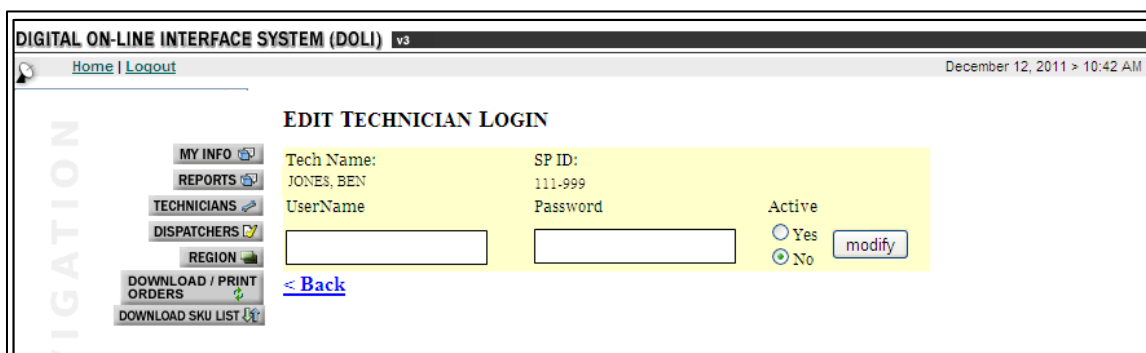 DIGITAL ON-LINE INTERFACE SYSTEM (DOLI) v3
Home | Logout December 12, 2011 > 10:42 AM
NAVIGATION
MY INFO
REPORTS
TECHNICIANS
DISPATCHERS
REGION
DOWNLOAD / PRINT
ORDERS
DOWNLOAD SKU LIST
EDIT TECHNICIAN LOGIN
Tech Name: SP ID:
JONES, BEN 111-999
UserName Password Active
Yes
No
modify
< Back